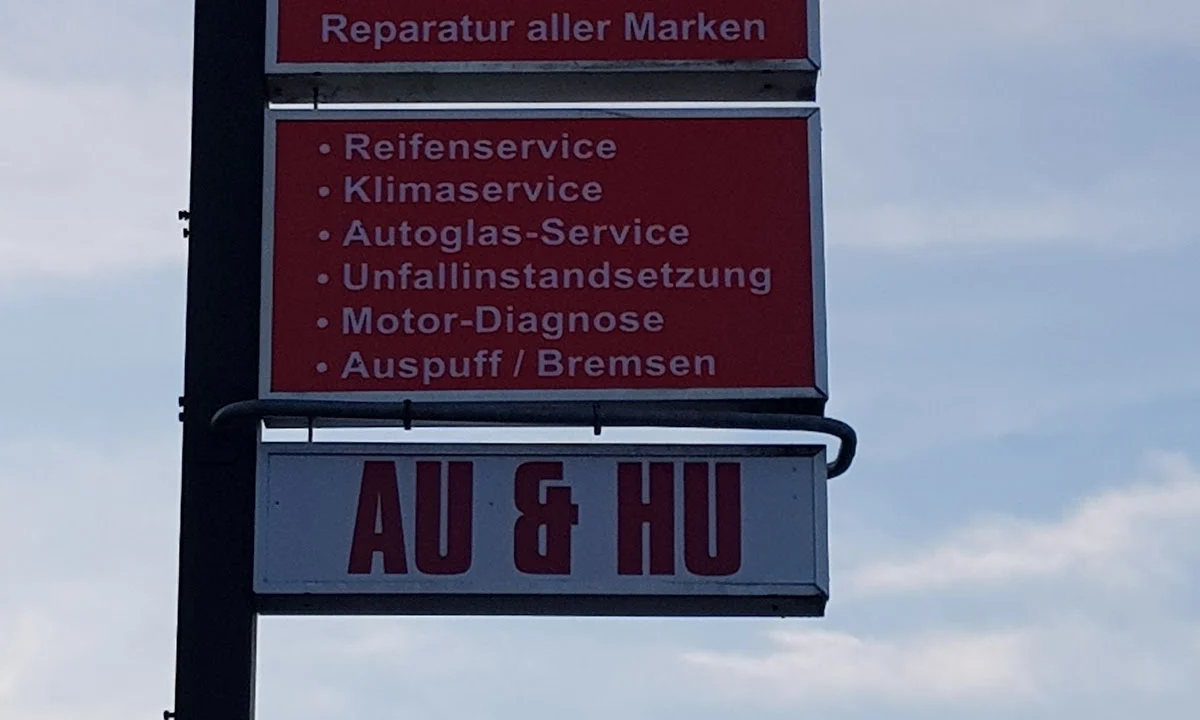 Reparatur aller Marken
• Reifenservice
• Klimaservice
• Autoglas-Service
• Unfallinstandsetzung
• Motor-Diagnose
• Auspuff / Bremsen
AU & HU